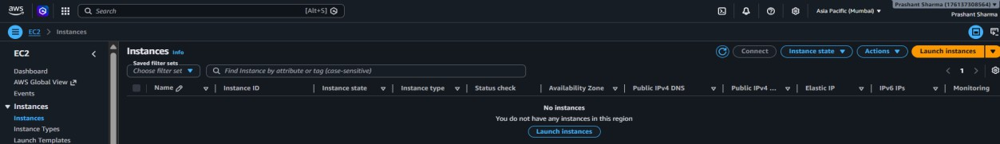 aws
Search
[Alt+S]
Asia Pacific (Mumbai) ▼
Prashant Sharma (176137308564) ▼
Prashant Sharma
EC2 > Instances
EC2
Dashboard
AWS Global View
Events
▼ Instances
Instances
Instance Types
Launch Templates
Instances Info
Connect
Instance state ▼
Actions ▼
Launch instances ▼
Saved filter sets
Choose filter set ▼
Find Instance by attribute or tag (case-sensitive)
< 1 >
Name | Instance ID | Instance state | Instance type | Status check | Availability Zone | Public IPv4 DNS | Public IPv4 ... | Elastic IP | IPv6 IPs | Monitoring
No instances
You do not have any instances in this region
Launch instances